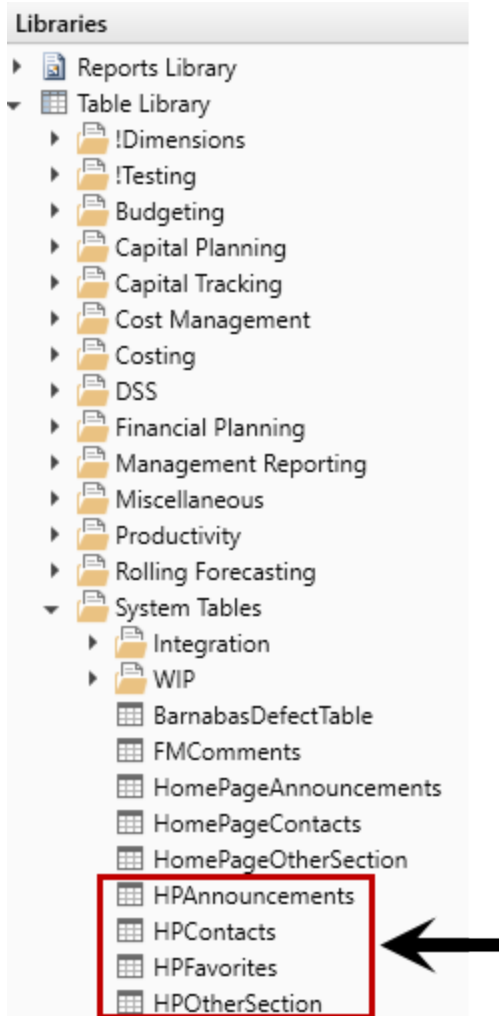 Libraries
Reports Library
Table Library
!Dimensions
!Testing
Budgeting
Capital Planning
Capital Tracking
Cost Management
Costing
DSS
Financial Planning
Management Reporting
Miscellaneous
Productivity
Rolling Forecasting
System Tables
Integration
WIP
BarnabasDefectTable
FMComments
HomePageAnnouncements
HomePageContacts
HomePageOtherSection
HPAnnouncements
HPContacts
HPFavorites
HPOtherSection